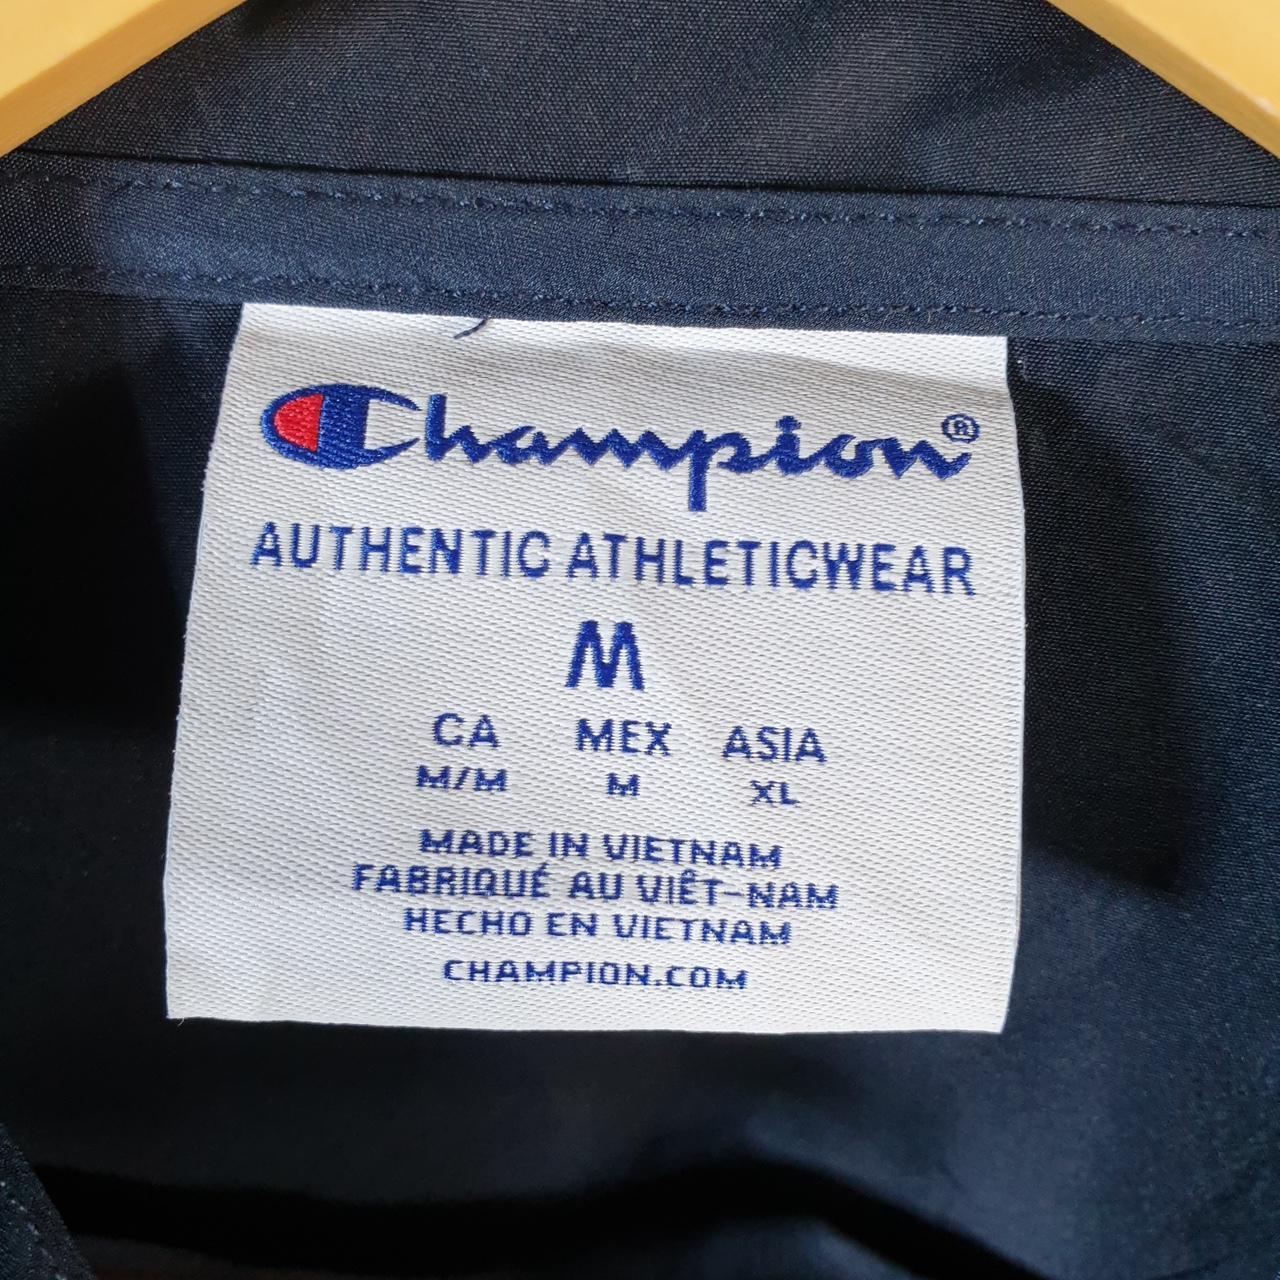 Champion®
AUTHENTIC ATHLETICWEAR
M
CA MEX ASIA
M/M M XL
MADE IN VIETNAM
FABRIQUÉ AU VIÊT-NAM
HECHO EN VIETNAM
CHAMPION.COM